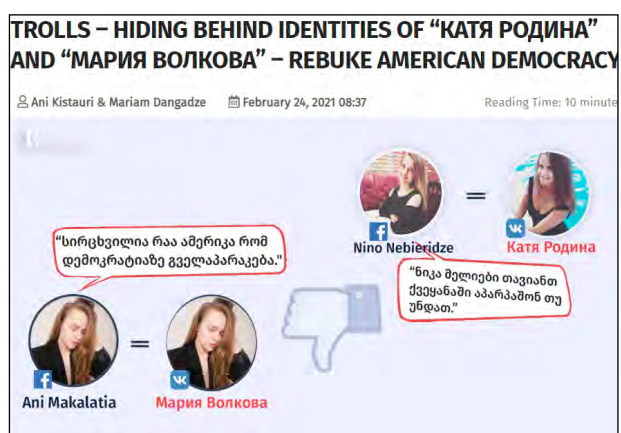 TROLLS – HIDING BEHIND IDENTITIES OF “КАТЯ РОДИНА”
AND “МАРИЯ ВОЛКОВА” – REBUKE AMERICAN DEMOCRACY
Ani Kistauri & Mariam Dangadze February 24, 2021 08:37 Reading Time: 10 minute
Nino Nebieridze
Катя Родина
“სირცხვილია რაა ამერიკა რომ
დემოკრატიაზე გველაპარაკება."
“ნიკა მელიები თავიანთ
ქვეყანაში აპარპაშონ თუ
უნდათ.”
Ani Makalatia
Мария Волкова